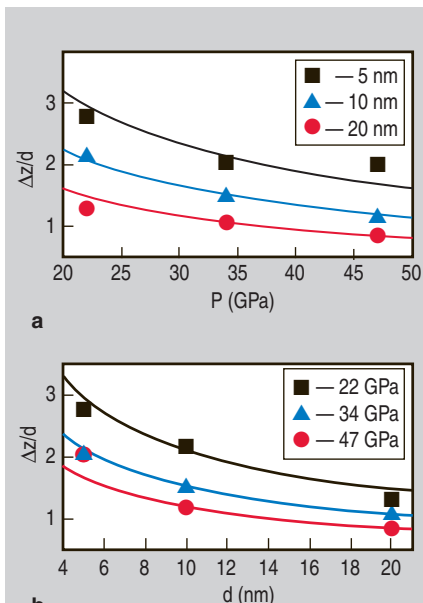 — 5 nm
— 10 nm
— 20 nm
3
2
1
Δz/d
20 25 30 35 40 45 50
P (GPa)
a
— 22 GPa
— 34 GPa
— 47 GPa
3
2
1
Δz/d
4 6 8 10 12 14 16 18 20
d (nm)
b